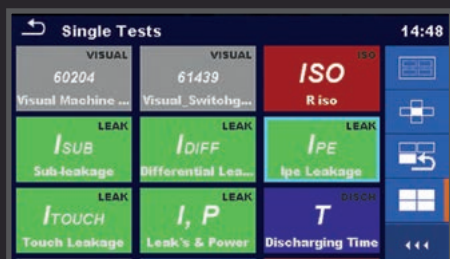 Single Tests
14:48
VISUAL
60204
Visual Machine ...
VISUAL
61439
Visual_Switchg...
ISO
ISO
R iso
LEAK
ISUB
Sub-leakage
LEAK
IDIFF
Differential Lea...
LEAK
IPE
Ipe Leakage
LEAK
ITOUCH
Touch Leakage
LEAK
I, P
Leak's & Power
DISCH
T
Discharging Time